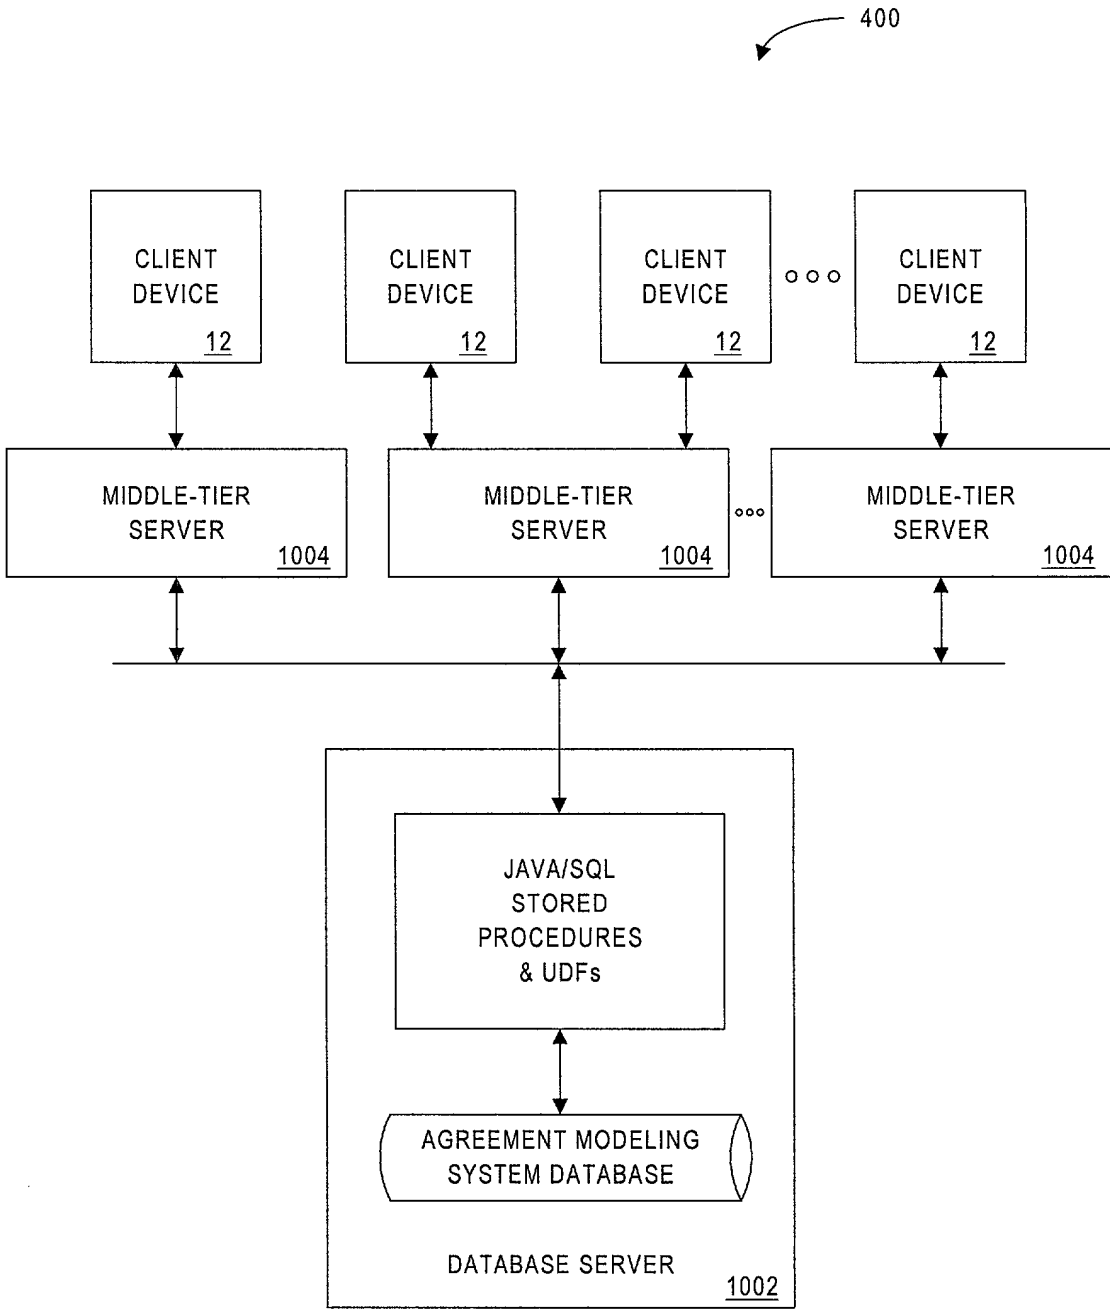 400
CLIENT
DEVICE
12
CLIENT
DEVICE
12
CLIENT
DEVICE
12
CLIENT
DEVICE
12
MIDDLE-TIER
SERVER
1004
MIDDLE-TIER
SERVER
1004
MIDDLE-TIER
SERVER
1004
JAVA/SQL
STORED
PROCEDURES
& UDFs
AGREEMENT MODELING
SYSTEM DATABASE
DATABASE SERVER
1002